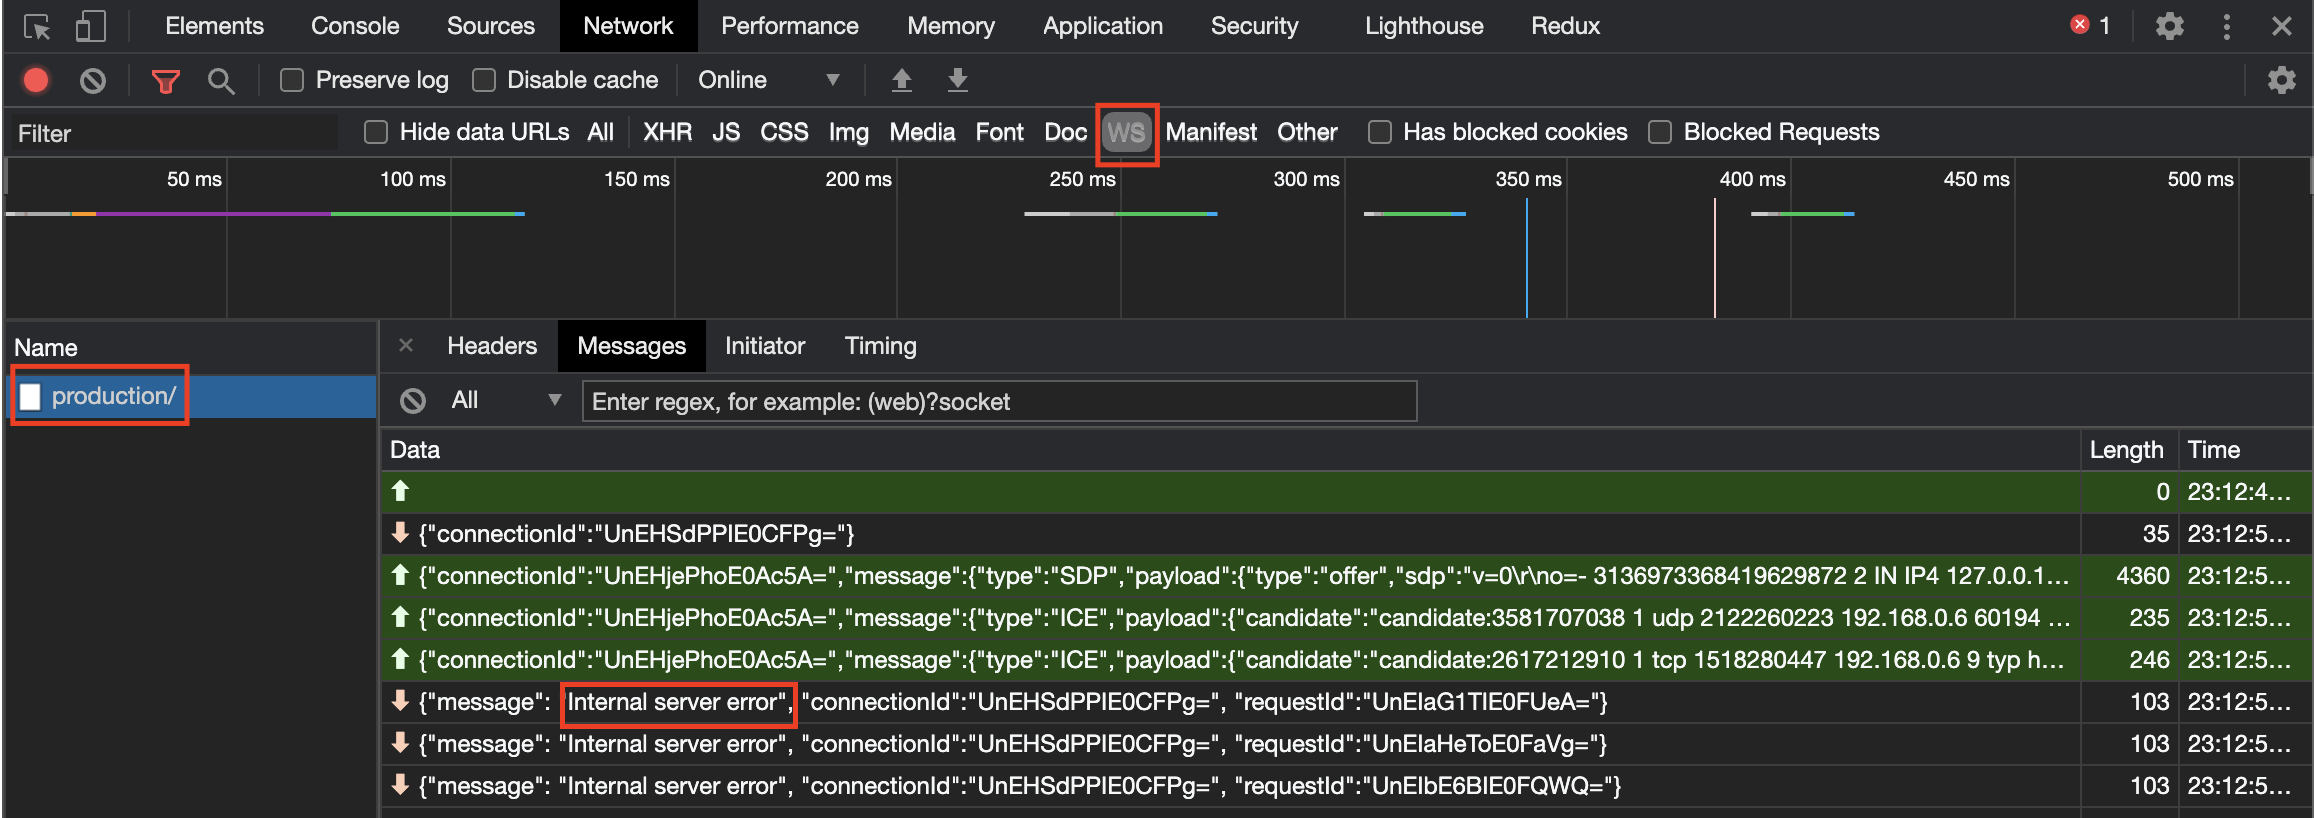 Elements Console Sources Network Performance Memory Application Security Lighthouse Redux 1
Preserve log Disable cache Online
Filter Hide data URLs All XHR JS CSS Img Media Font Doc WS Manifest Other Has blocked cookies Blocked Requests
50 ms 100 ms 150 ms 200 ms 250 ms 300 ms 350 ms 400 ms 450 ms 500 ms
Name
production/
Headers Messages Initiator Timing
All Enter regex, for example: (web)?socket
Data Length Time
0 23:12:4…
{"connectionId":"UnEHSdPPIE0CFPg="} 35 23:12:5…
{"connectionId":"UnEHjePhoE0Ac5A=","message":{"type":"SDP","payload":{"type":"offer","sdp":"v=0\r\no=- 3136973368419629872 2 IN IP4 127.0.0.1… 4360 23:12:5…
{"connectionId":"UnEHjePhoE0Ac5A=","message":{"type":"ICE","payload":{"candidate":"candidate:3581707038 1 udp 2122260223 192.168.0.6 60194 … 235 23:12:5…
{"connectionId":"UnEHjePhoE0Ac5A=","message":{"type":"ICE","payload":{"candidate":"candidate:2617212910 1 tcp 1518280447 192.168.0.6 9 typ h… 246 23:12:5…
{"message": "Internal server error", "connectionId":"UnEHSdPPIE0CFPg=", "requestId":"UnEIaG1TIE0FUeA="} 103 23:12:5…
{"message": "Internal server error", "connectionId":"UnEHSdPPIE0CFPg=", "requestId":"UnEIaHeToE0FaVg="} 103 23:12:5…
{"message": "Internal server error", "connectionId":"UnEHSdPPIE0CFPg=", "requestId":"UnEIbE6BIE0FQWQ="} 103 23:12:5…